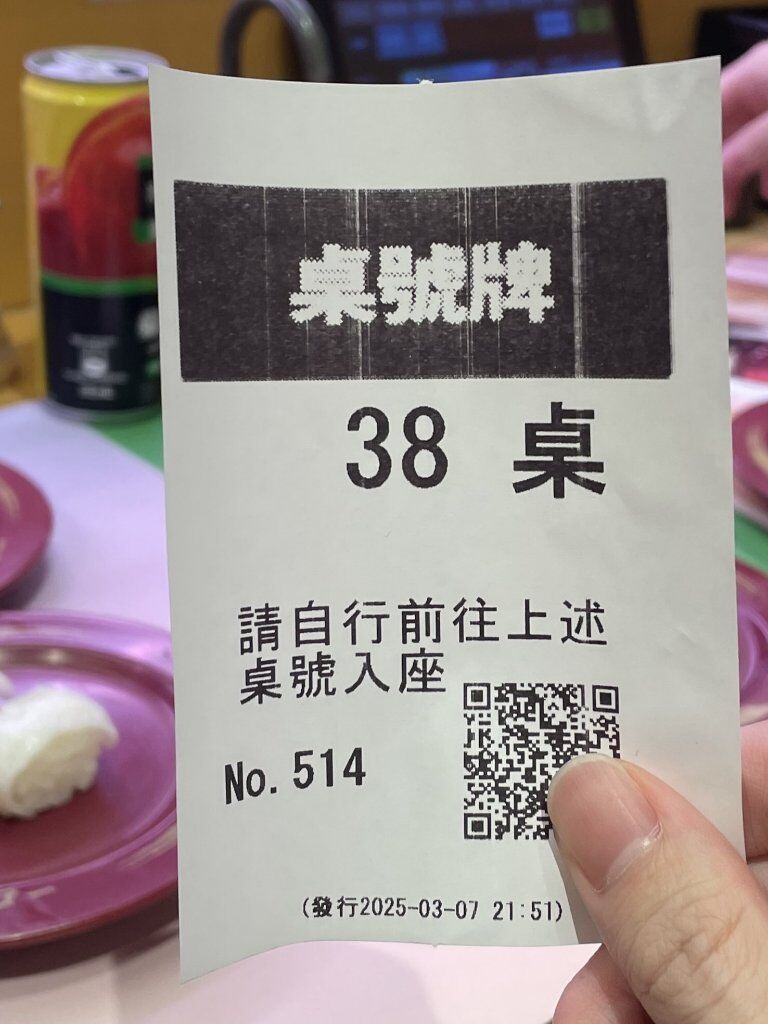 桌號牌
38 桌
請自行前往上述
桌號入座
No. 514
(發行2025-03-07 21:51)